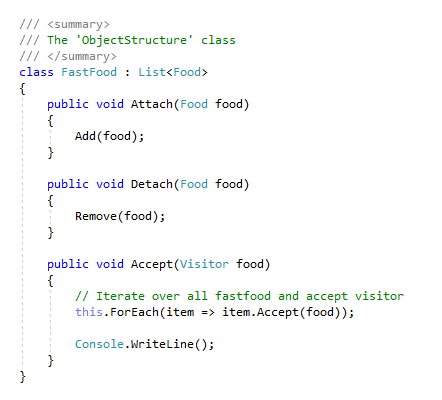 /// <summary>
/// The 'ObjectStructure' class
/// </summary>
class FastFood : List<Food>
{
    public void Attach(Food food)
    {
        Add(food);
    }

    public void Detach(Food food)
    {
        Remove(food);
    }

    public void Accept(Visitor food)
    {
        // Iterate over all fastfood and accept visitor
        this.ForEach(item => item.Accept(food));

        Console.WriteLine();
    }
}